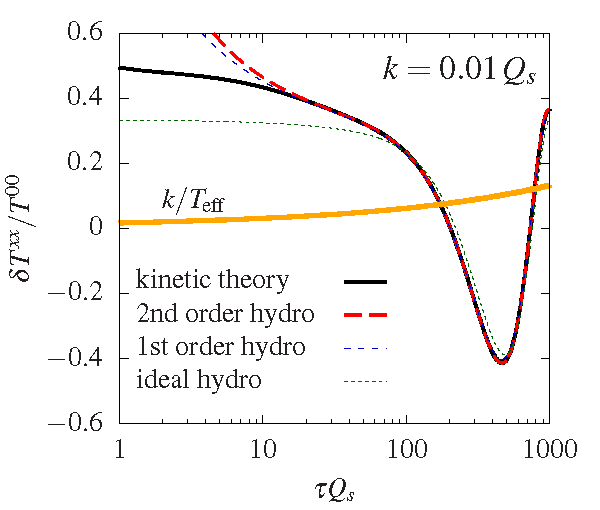 0.6
k = 0.01 Q_s
0.4
0.2
k/T_eff
0
kinetic theory
−0.2
2nd order hydro
1st order hydro
−0.4
ideal hydro
−0.6
1 10 100 1000
τQ_s
δT^xx/T^00